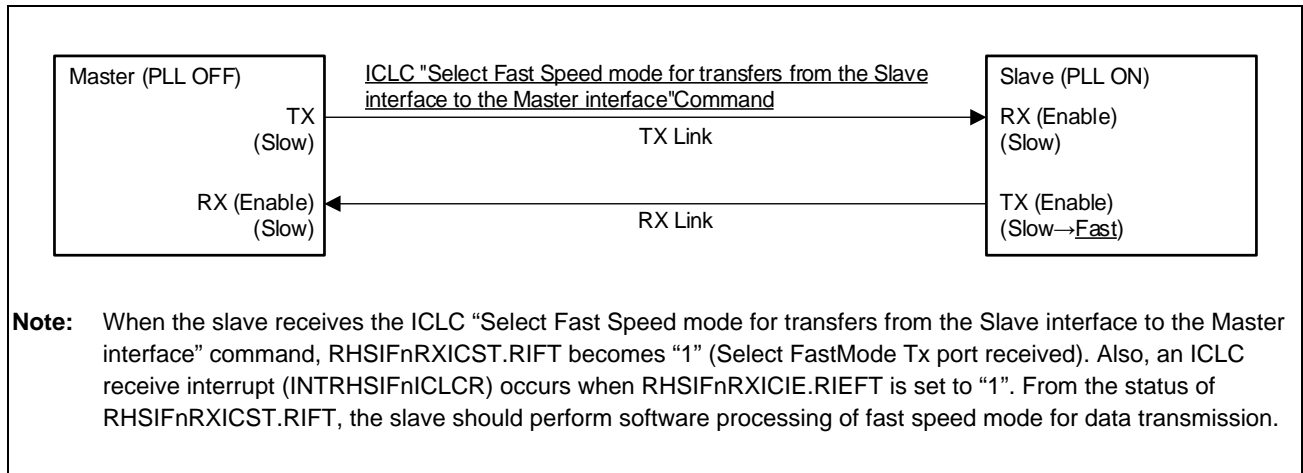 Master (PLL OFF)
ICLC "Select Fast Speed mode for transfers from the Slave
interface to the Master interface"Command
Slave (PLL ON)
TX
(Slow)
TX Link
RX (Enable)
(Slow)
RX (Enable)
(Slow)
RX Link
TX (Enable)
(Slow→Fast)
Note: When the slave receives the ICLC “Select Fast Speed mode for transfers from the Slave interface to the Master
interface” command, RHSIFnRXICST.RIFT becomes “1” (Select FastMode Tx port received). Also, an ICLC
receive interrupt (INTRHSIFnICLCR) occurs when RHSIFnRXICIE.RIEFT is set to “1”. From the status of
RHSIFnRXICST.RIFT, the slave should perform software processing of fast speed mode for data transmission.